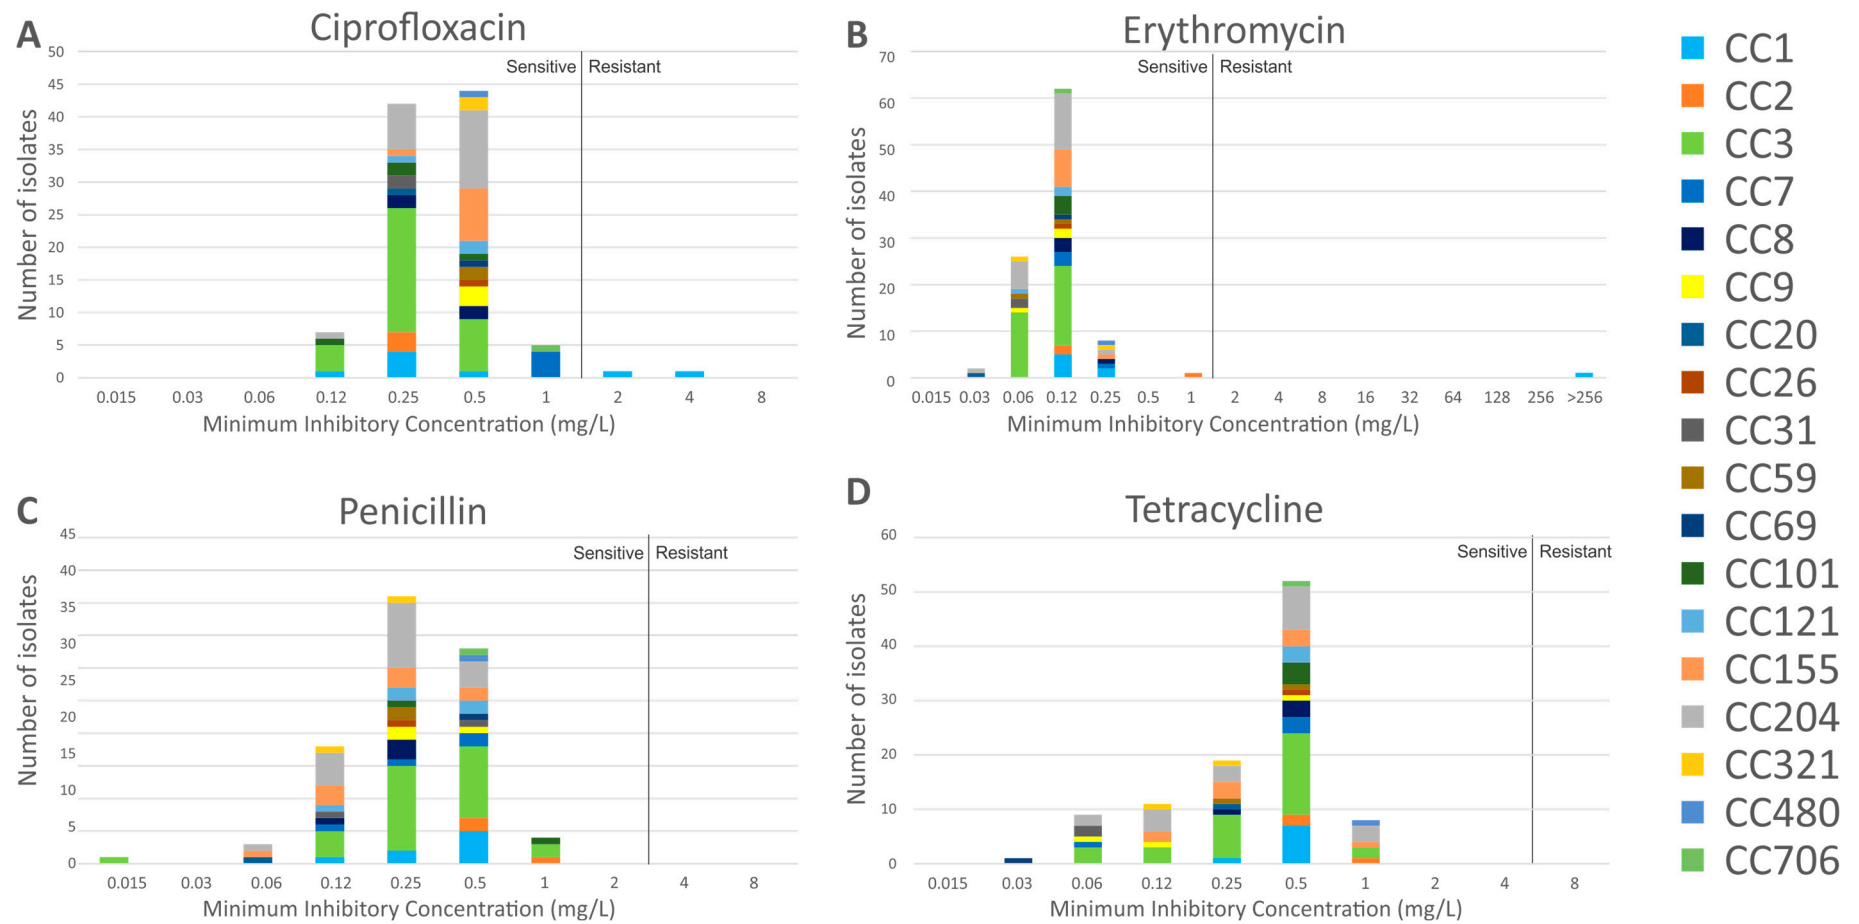 A
Ciprofloxacin
Number of isolates
50
45
40
35
30
25
20
15
10
5
0
Sensitive Resistant
0.015 0.03 0.06 0.12 0.25 0.5 1 2 4 8
Minimum Inhibitory Concentration (mg/L)
B
Erythromycin
Number of isolates
70
60
50
40
30
20
10
0
Sensitive Resistant
0.015 0.03 0.06 0.12 0.25 0.5 1 2 4 8 16 32 64 128 256 >256
Minimum Inhibitory Concentration (mg/L)
C
Penicillin
Number of isolates
45
40
35
30
25
20
15
10
5
0
Sensitive Resistant
0.015 0.03 0.06 0.12 0.25 0.5 1 2 4 8
Minimum Inhibitory Concentration (mg/L)
D
Tetracycline
Number of isolates
60
50
40
30
20
10
0
Sensitive Resistant
0.015 0.03 0.06 0.12 0.25 0.5 1 2 4 8
Minimum Inhibitory Concentration (mg/L)
CC1
CC2
CC3
CC7
CC8
CC9
CC20
CC26
CC31
CC59
CC69
CC101
CC121
CC155
CC204
CC321
CC480
CC706